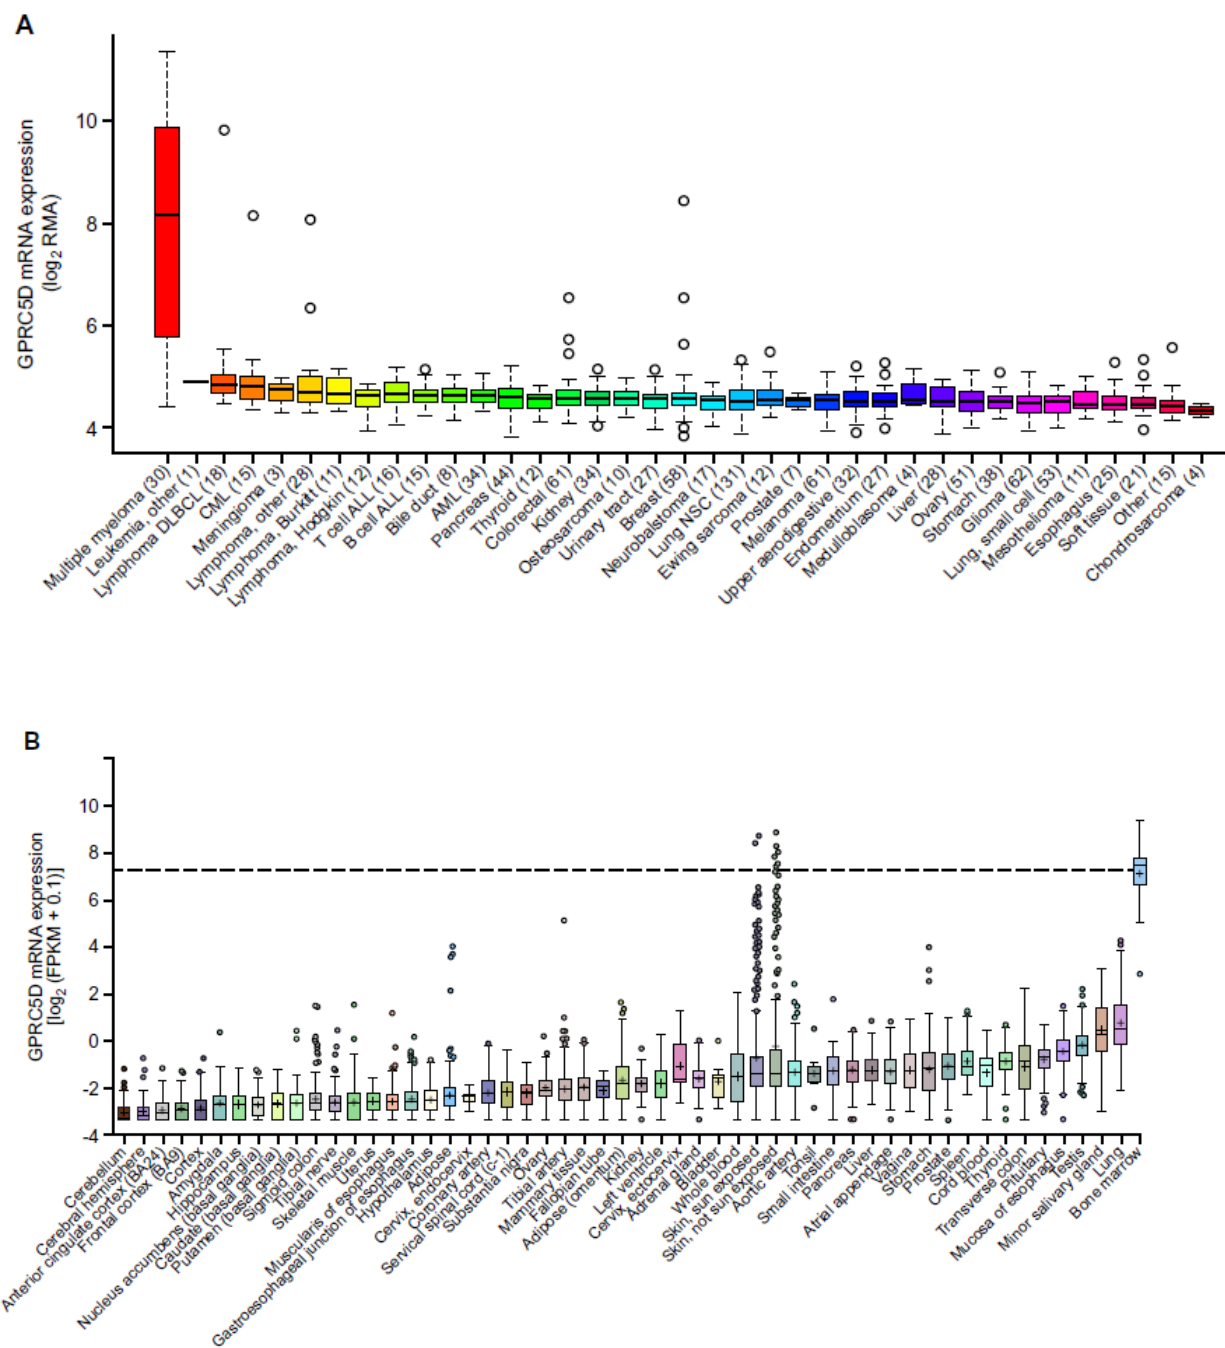 A
GPRC5D mRNA expression
(log2 RMA)
10
8
6
4
Multiple myeloma (30)
Leukemia, other (1)
Lymphoma DLBCL (18)
CML (15)
Meningioma (3)
Lymphoma, other (28)
Lymphoma, Burkitt (11)
Lymphoma, Hodgkin (12)
T cell ALL (16)
B cell ALL (15)
Bile duct (8)
AML (34)
Pancreas (44)
Thyroid (12)
Colorectal (61)
Kidney (34)
Osteosarcoma (10)
Urinary tract (27)
Breast (58)
Neuroblastoma (17)
Lung NSC (131)
Ewing sarcoma (12)
Prostate (7)
Melanoma (61)
Upper aerodigestive (32)
Endometrium (27)
Medulloblasoma (4)
Liver (28)
Ovary (51)
Stomach (38)
Glioma (62)
Lung, small cell (53)
Mesothelioma (11)
Esophagus (25)
Soft tissue (21)
Other (15)
Chondrosarcoma (4)
B
GPRC5D mRNA expression
[log2 (FPKM + 0.1)]
10
8
6
4
2
0
-2
-4
Cerebellum
Cerebral hemisphere
Anterior cingulate cortex (BA24)
Frontal cortex (BA9)
Cortex
Amygdala
Hippocampus
Nucleus accumbens (basal ganglia)
Caudate (basal ganglia)
Putamen (basal ganglia)
Sigmoid colon
Tibial nerve
Skeletal muscle
Uterus
Muscularis of esophagus
Gastroesophageal junction of esophagus
Hypothalamus
Adipose
Cervix, endocervix
Coronary artery
Servical spinal cord (c-1)
Substantia nigra
Ovary
Tibial artery
Mammary tissue
Fallopian tube
Adipose (omentum)
Kidney
Left ventricle
Cervix, ectocervix
Adrenal gland
Bladder
Whole blood
Skin, sun exposed
Skin, not sun exposed
Aortic artery
Tonsil
Small intestine
Pancreas
Liver
Atrial appendage
Vagina
Stomach
Prostate
Spleen
Cord blood
Thyroid
Transverse colon
Pituitary
Mucosa of esophagus
Testis
Minor salivary gland
Lung
Bone marrow